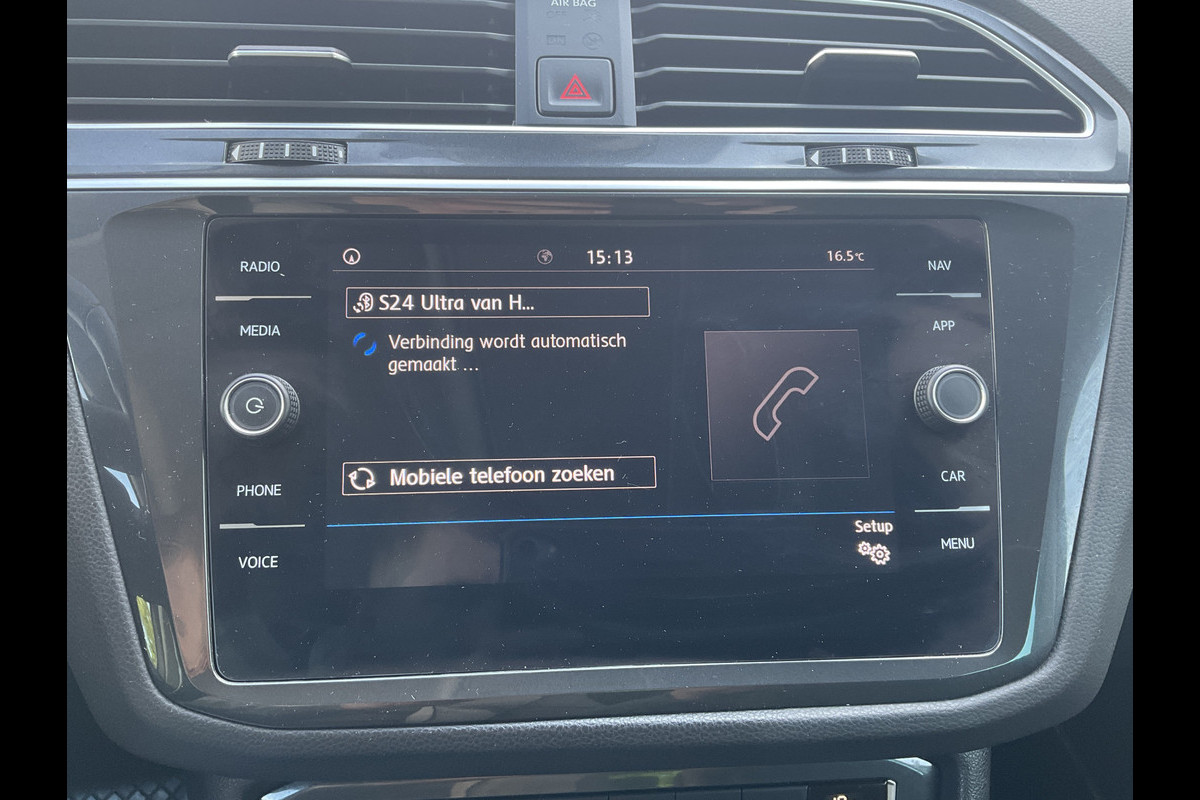 AIR BAG
RADIO
MEDIA
PHONE
VOICE
15:13
16.5°C
S24 Ultra van H...
Verbinding wordt automatisch
gemaakt ...
Mobiele telefoon zoeken
Setup
NAV
APP
CAR
MENU